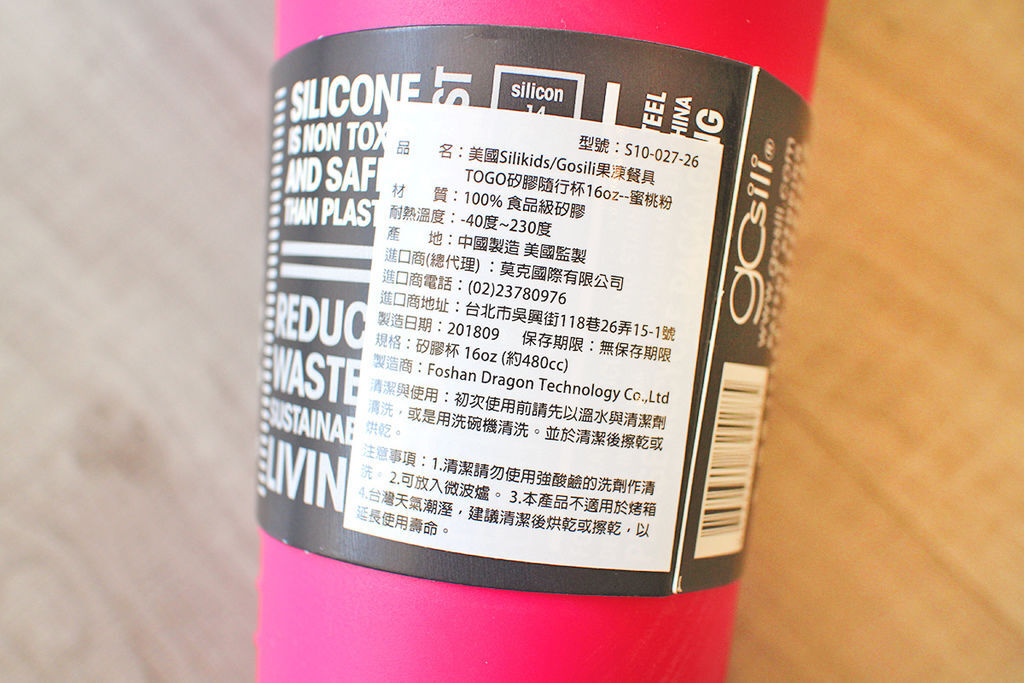 SILICONE
IS NON TOX
AND SAFE
THAN PLAST
REDUC
WASTE
SUSTAINAB
LIVIN
ST
silicon
14
EEL
HINA
NG
型號：S10-027-26
品 名：美國Silikids/Gosili果凍餐具
TOGO矽膠隨行杯16oz--蜜桃粉
材 質：100% 食品級矽膠
耐熱溫度：-40度~230度
產 地：中國製造 美國監製
進口商(總代理) ：莫克國際有限公司
進口商電話：(02)23780976
進口商地址：台北市吳興街118巷26弄15-1號
製造日期：201809 保存期限：無保存期限
規格：矽膠杯 16oz (約480cc)
製造商：Foshan Dragon Technology Co.,Ltd
清潔與使用：初次使用前請先以溫水與清潔劑
清洗，或是用洗碗機清洗。並於清潔後擦乾或
烘乾。
注意事項：1.清潔請勿使用強酸鹼的洗劑作清
洗。 2.可放入微波爐。 3.本產品不適用於烤箱
4.台灣天氣潮溼，建議清潔後烘乾或擦乾，以
延長使用壽命。
gosili®
www.gosili.com